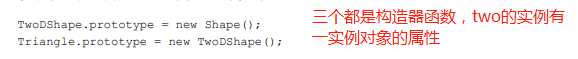 TwoDShape.prototype = new Shape();
Triangle.prototype = new TwoDShape();
三个都是构造器函数，two的实例有
一实例对象的属性